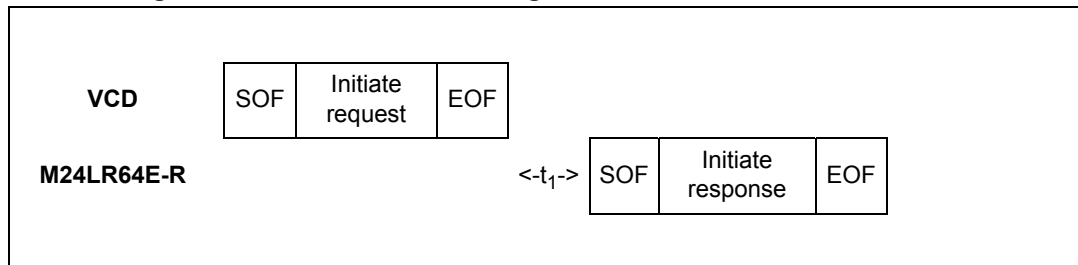 VCD SOF Initiate request EOF
M24LR64E-R <-t₁-> SOF Initiate response EOF